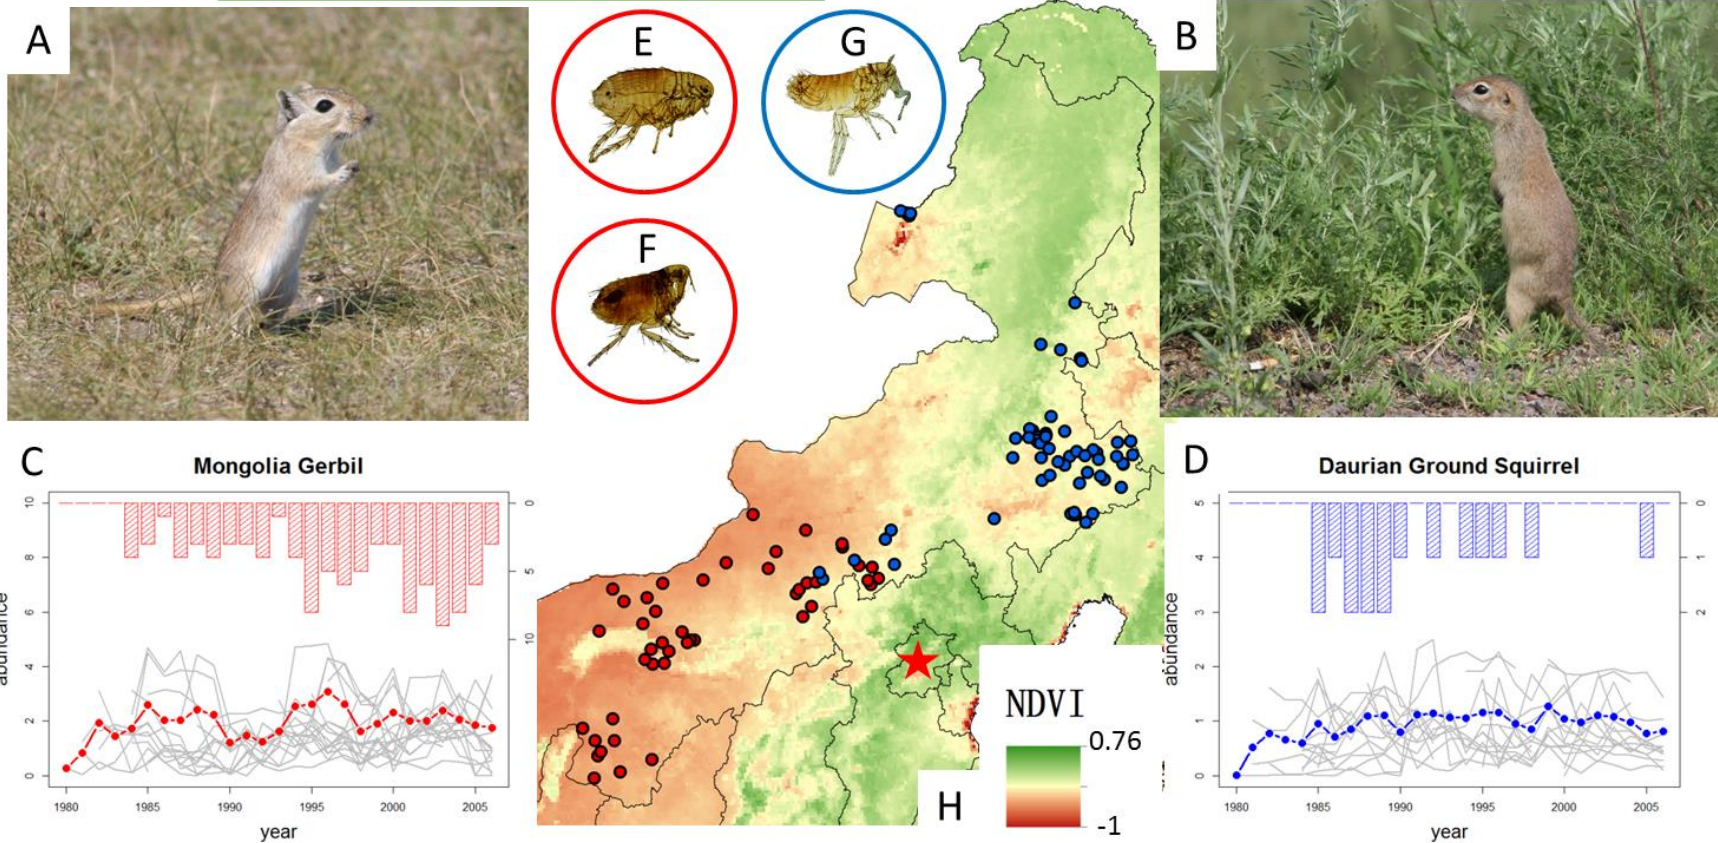 A
E
G
B
F
C
Mongolia Gerbil
10
8
6
4
2
0
abundance
0
5
10
1980
1985
1990
1995
2000
2005
year
D
Daurian Ground Squirrel
5
4
3
2
1
0
abundance
0
1
2
1980
1985
1990
1995
2000
2005
year
NDVI
0.76
-1
H